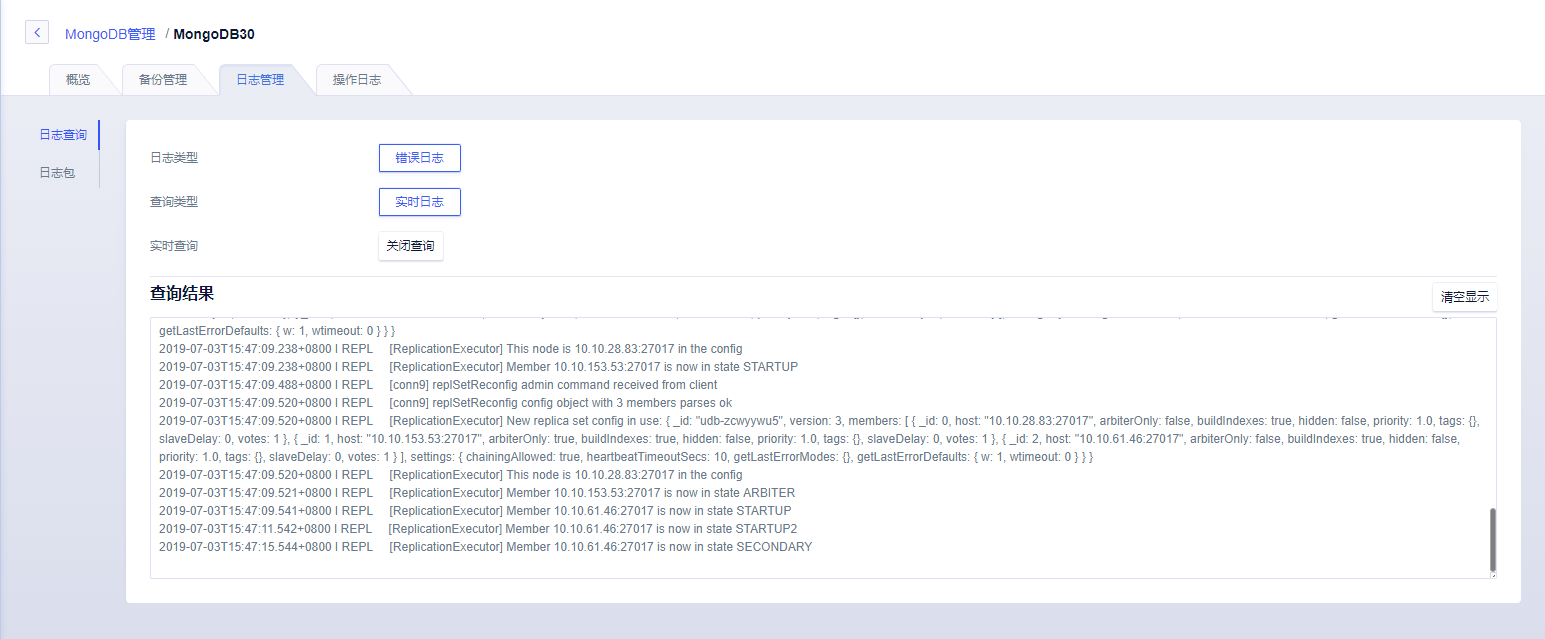 MongoDB管理 / MongoDB30
概览 备份管理 日志管理 操作日志
日志查询
日志包
日志类型 错误日志
查询类型 实时日志
实时查询 关闭查询
查询结果 清空显示
getLastErrorDefaults: { w: 1, wtimeout: 0 } } }
2019-07-03T15:47:09.238+0800 I REPL [ReplicationExecutor] This node is 10.10.28.83:27017 in the config
2019-07-03T15:47:09.238+0800 I REPL [ReplicationExecutor] Member 10.10.153.53:27017 is now in state STARTUP
2019-07-03T15:47:09.488+0800 I REPL [conn9] replSetReconfig admin command received from client
2019-07-03T15:47:09.520+0800 I REPL [conn9] replSetReconfig config object with 3 members parses ok
2019-07-03T15:47:09.520+0800 I REPL [ReplicationExecutor] New replica set config in use: { _id: "udb-zcwyywu5", version: 3, members: [ { _id: 0, host: "10.10.28.83:27017", arbiterOnly: false, buildIndexes: true, hidden: false, priority: 1.0, tags: {},
slaveDelay: 0, votes: 1 }, { _id: 1, host: "10.10.153.53:27017", arbiterOnly: true, buildIndexes: true, hidden: false, priority: 1.0, tags: {}, slaveDelay: 0, votes: 1 }, { _id: 2, host: "10.10.61.46:27017", arbiterOnly: false, buildIndexes: true, hidden: false,
priority: 1.0, tags: {}, slaveDelay: 0, votes: 1 } ], settings: { chainingAllowed: true, heartbeatTimeoutSecs: 10, getLastErrorModes: {}, getLastErrorDefaults: { w: 1, wtimeout: 0 } } }
2019-07-03T15:47:09.520+0800 I REPL [ReplicationExecutor] This node is 10.10.28.83:27017 in the config
2019-07-03T15:47:09.521+0800 I REPL [ReplicationExecutor] Member 10.10.153.53:27017 is now in state ARBITER
2019-07-03T15:47:09.541+0800 I REPL [ReplicationExecutor] Member 10.10.61.46:27017 is now in state STARTUP
2019-07-03T15:47:11.542+0800 I REPL [ReplicationExecutor] Member 10.10.61.46:27017 is now in state STARTUP2
2019-07-03T15:47:15.544+0800 I REPL [ReplicationExecutor] Member 10.10.61.46:27017 is now in state SECONDARY